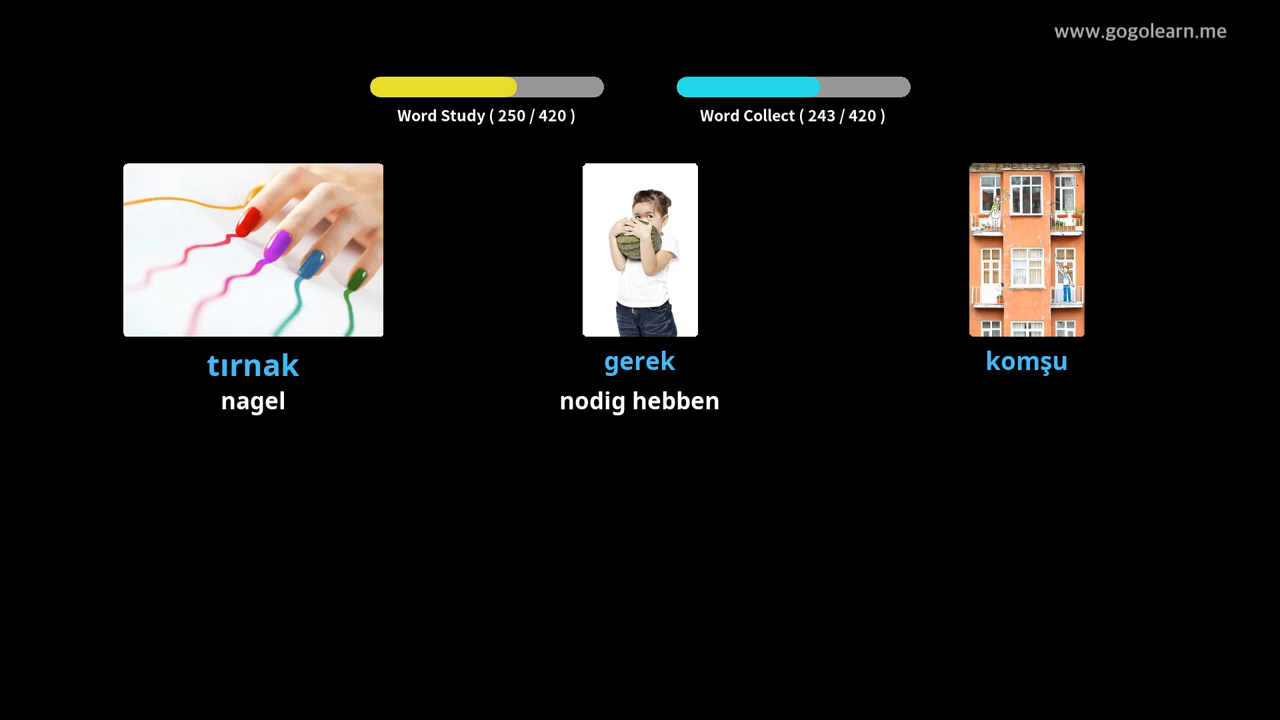 www.gogolearn.me
Word Study ( 250 / 420 )
Word Collect ( 243 / 420 )
tırnak
nagel
gerek
nodig hebben
komşu